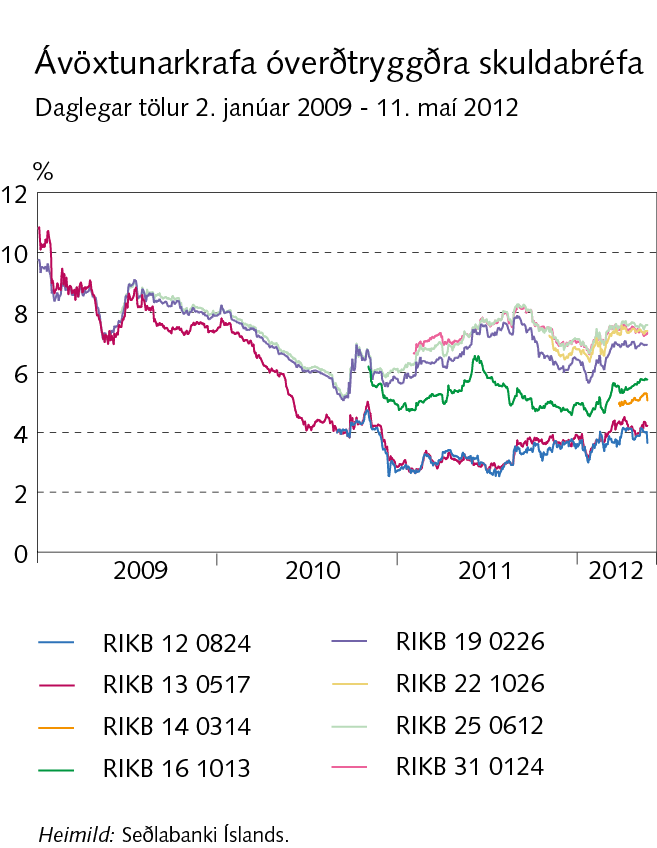 Ávöxtunarkrafa óverðtryggðra skuldabréfa
Daglegar tölur 2. janúar 2009 - 11. maí 2012
%
12
10
8
6
4
2
0
2009 2010 2011 2012
RIKB 12 0824
RIKB 13 0517
RIKB 14 0314
RIKB 16 1013
RIKB 19 0226
RIKB 22 1026
RIKB 25 0612
RIKB 31 0124
Heimild: Seðlabanki Íslands.